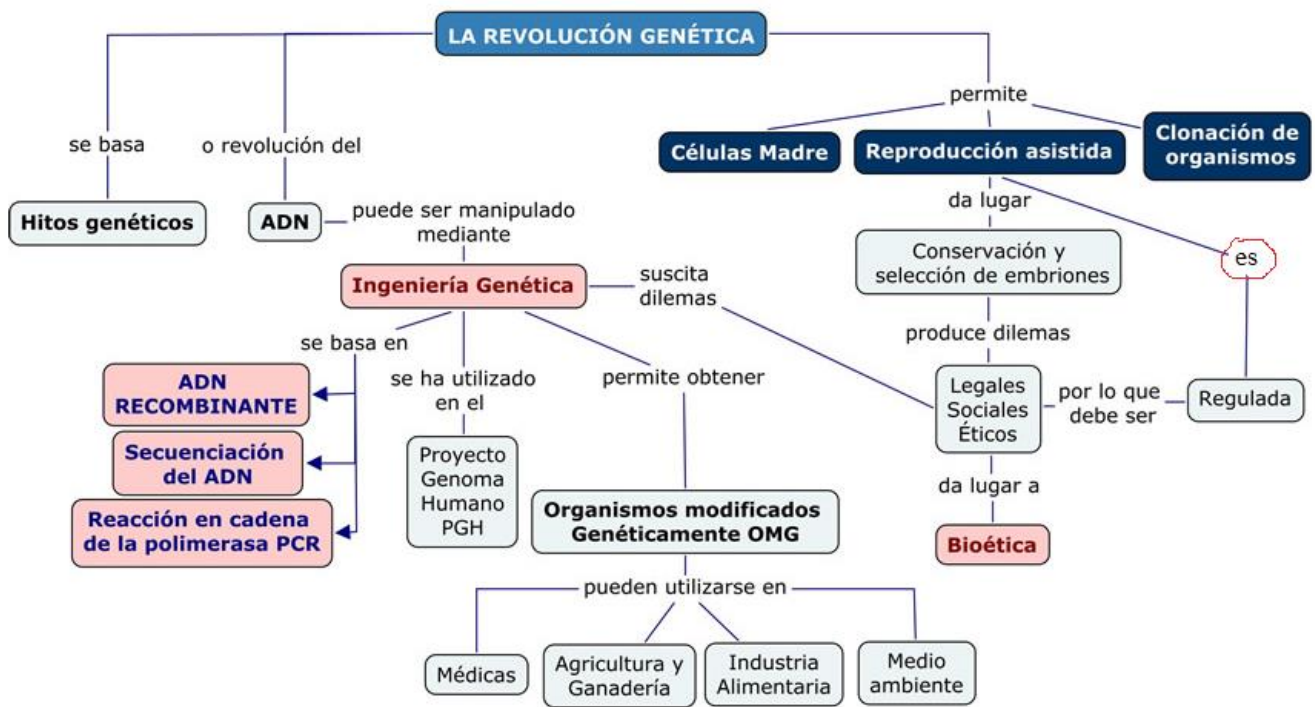 LA REVOLUCIÓN GENÉTICA
se basa
Hitos genéticos
o revolución del
ADN
puede ser manipulado
mediante
Ingeniería Genética
se basa en
ADN
RECOMBINANTE
Secuenciación
del ADN
Reacción en cadena
de la polimerasa PCR
se ha utilizado
en el
Proyecto
Genoma
Humano
PGH
permite obtener
Organismos modificados
Genéticamente OMG
pueden utilizarse en
Médicas
Agricultura y
Ganadería
Industria
Alimentaria
Medio
ambiente
suscita
dilemas
permite
Células Madre
Reproducción asistida
Clonación de
organismos
da lugar
Conservación y
selección de embriones
produce dilemas
Legales
Sociales
Éticos
por lo que
debe ser
Regulada
es
da lugar a
Bioética